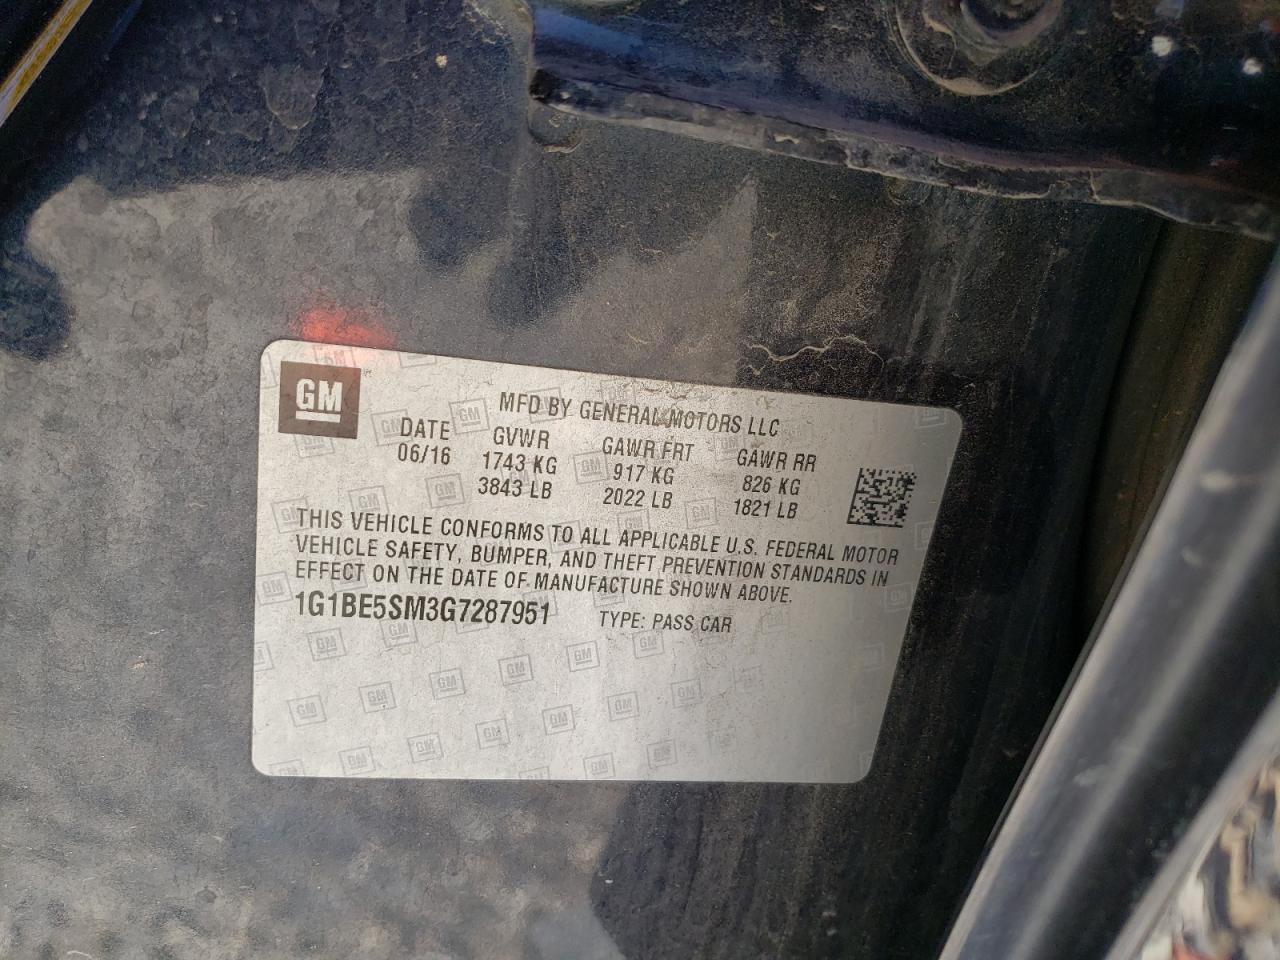 GM
MFD BY GENERAL MOTORS LLC
DATE GVWR GAWR FRT GAWR RR
06/16 1743 KG 917 KG 826 KG
3843 LB 2022 LB 1821 LB
THIS VEHICLE CONFORMS TO ALL APPLICABLE U.S. FEDERAL MOTOR
VEHICLE SAFETY, BUMPER, AND THEFT PREVENTION STANDARDS IN
EFFECT ON THE DATE OF MANUFACTURE SHOWN ABOVE.
1G1BE5SM3G7287951 TYPE: PASS CAR